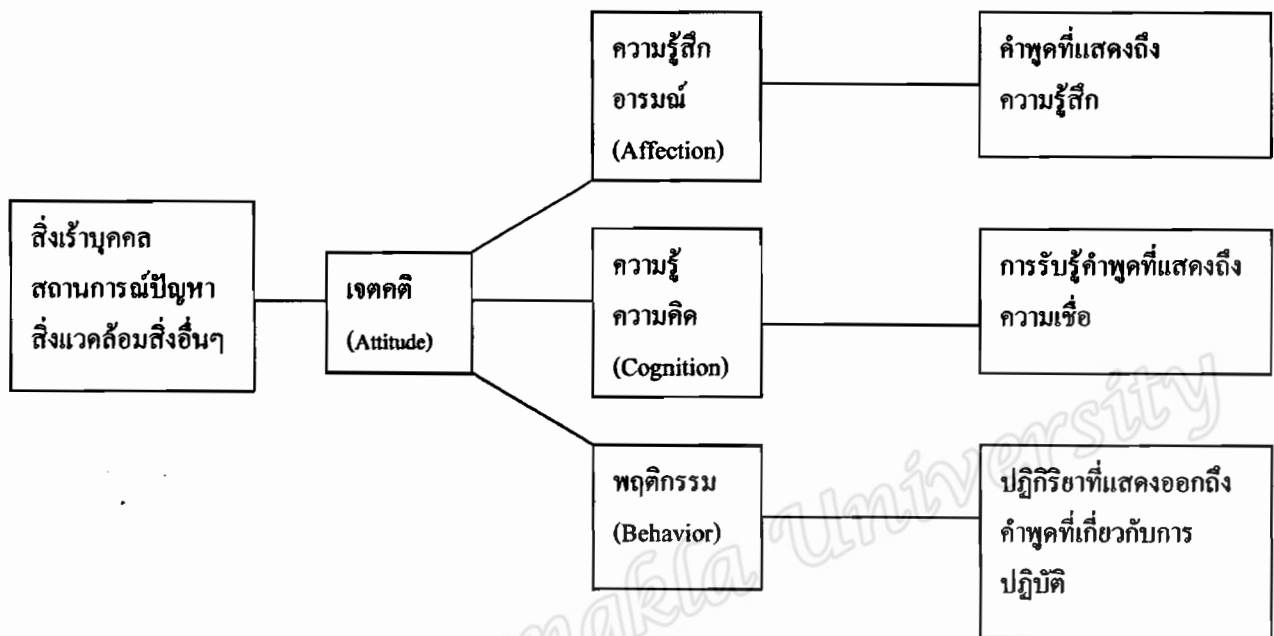 สิ่งเร้าบุคคล
สถานการณ์ปัญหา
สิ่งแวดล้อมสิ่งอื่นๆ
เจตคติ
(Attitude)
ความรู้สึก
อารมณ์
(Affection)
คำพูดที่แสดงถึง
ความรู้สึก
ความรู้
ความคิด
(Cognition)
การรับรู้คำพูดที่แสดงถึง
ความเชื่อ
พฤติกรรม
(Behavior)
ปฏิกิริยาที่แสดงออกถึง
คำพูดที่เกี่ยวกับการ
ปฏิบัติ
University